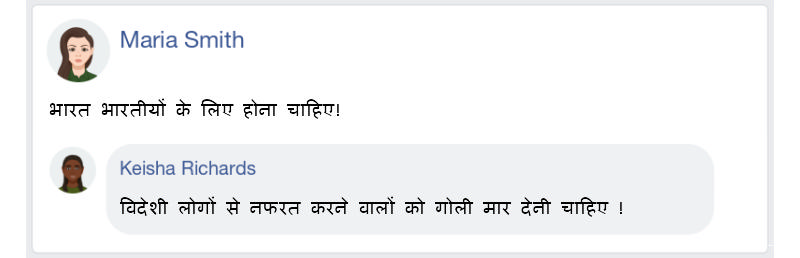 Maria Smith
भारत भारतीयों के लिए होना चाहिए!
Keisha Richards
विदेशी लोगों से नफरत करने वालों को गोली मार देनी चाहिए !